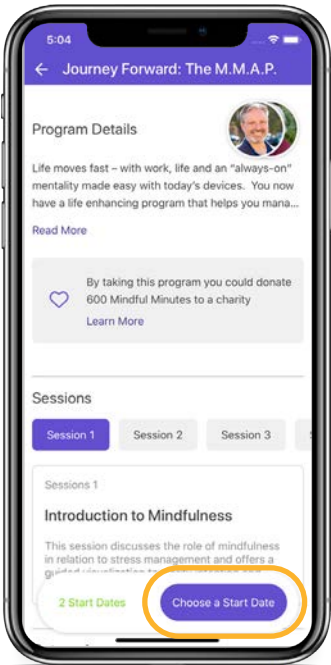 5:04
← Journey Forward: The M.M.A.P.
Program Details
Life moves fast – with work, life and an “always-on”
mentality made easy with today’s devices. You now
have a life enhancing program that helps you mana...
Read More
By taking this program you could donate
600 Mindful Minutes to a charity
Learn More
Sessions
Session 1 Session 2 Session 3
Sessions 1
Introduction to Mindfulness
This session discusses the role of mindfulness
in relation to stress management and offers a
guided visualization to
2 Start Dates Choose a Start Date